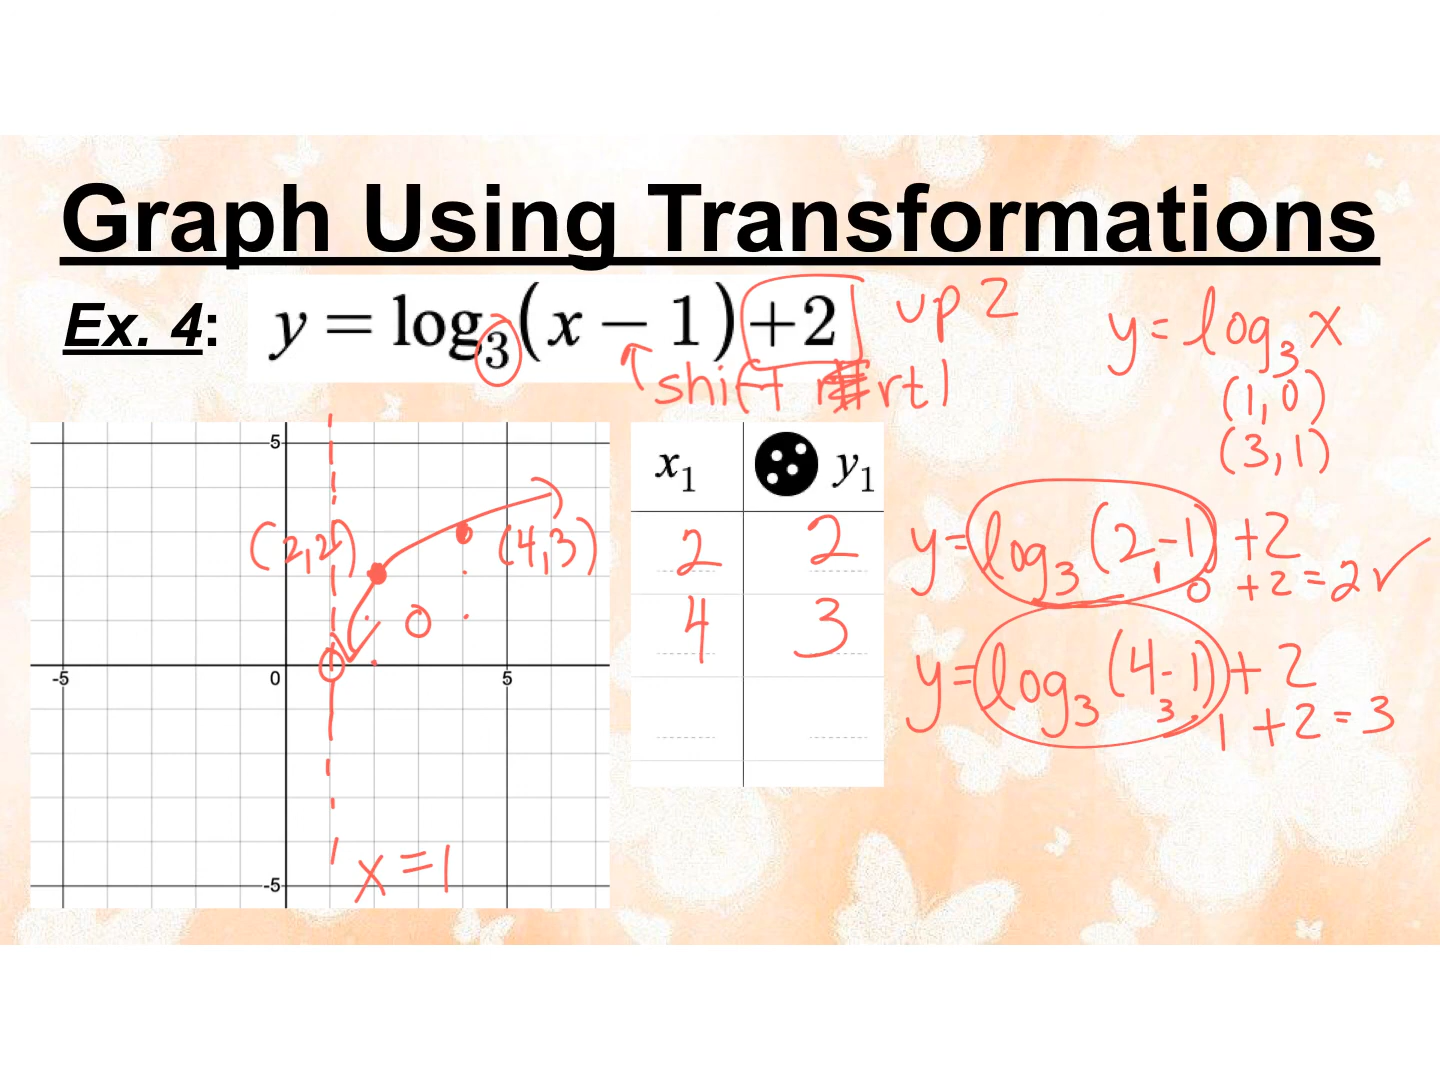 Graph Using Transformations
Ex. 4: y = log₃(x − 1) +2
up 2
shift rt 1
y = log₃ x
(1,0)
(3,1)
5
-5
0
5
-5
(2,2)
(4,3)
0
x = 1
x₁ y₁
2 2
4 3
y = log₃ (2-1) +2
1 0 +2 = 2 ✓
y = log₃ (4-1) + 2
3 1 + 2 = 3